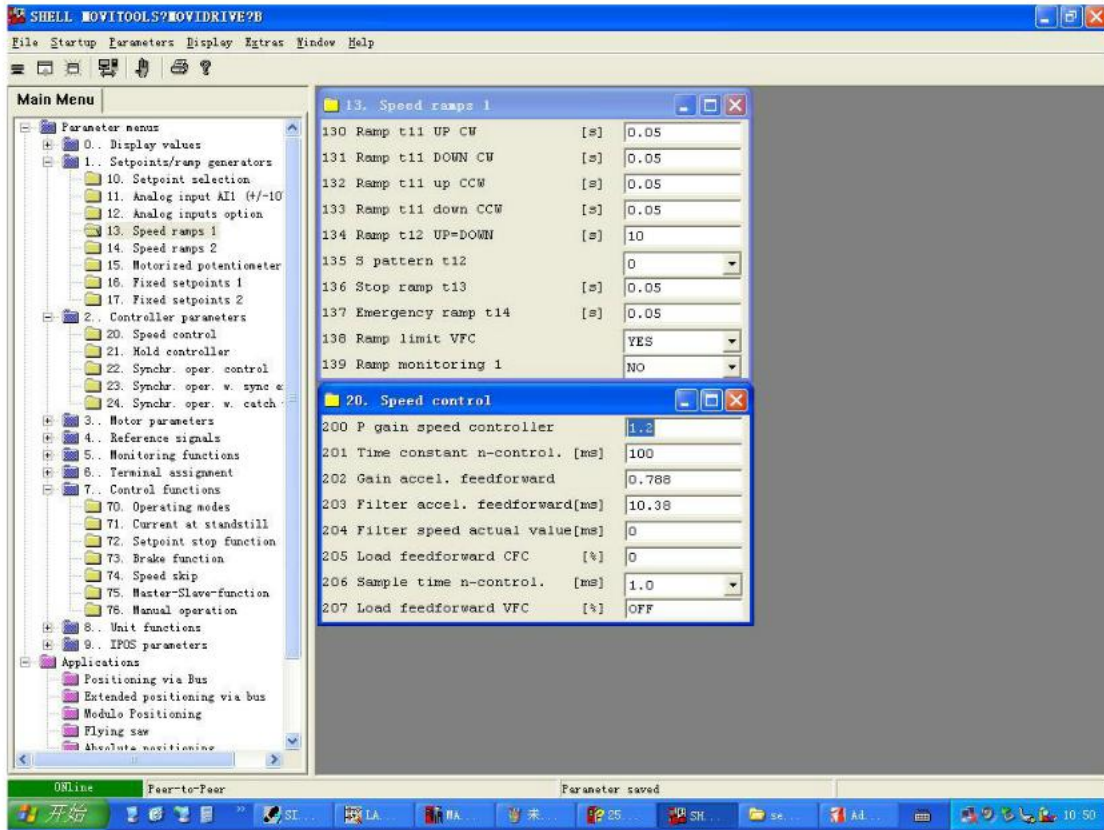 SHELL MOVITOOLS?MOVIDRIVE?B
File Startup Parameters Display Extras Window Help
Main Menu
Parameter menus
0.. Display values
1.. Setpoints/ramp generators
10. Setpoint selection
11. Analog input AI1 (+/-10
12. Analog inputs option
13. Speed ramps 1
14. Speed ramps 2
15. Motorized potentiometer
16. Fixed setpoints 1
17. Fixed setpoints 2
2.. Controller parameters
20. Speed control
21. Hold controller
22. Synchr. oper. control
23. Synchr. oper. w. sync e
24. Synchr. oper. w. catch
3.. Motor parameters
4.. Reference signals
5.. Monitoring functions
6.. Terminal assignment
7.. Control functions
70. Operating modes
71. Current at standstill
72. Setpoint stop function
73. Brake function
74. Speed skip
75. Master-Slave-function
76. Manual operation
8.. Unit functions
9.. IPOS parameters
Applications
Positioning via Bus
Extended positioning via bus
Modulo Positioning
Flying saw
Absolute positioning
13. Speed ramps 1
130 Ramp t11 UP CW [s] 0.05
131 Ramp t11 DOWN CW [s] 0.05
132 Ramp t11 up CCW [s] 0.05
133 Ramp t11 down CCW [s] 0.05
134 Ramp t12 UP=DOWN [s] 10
135 S pattern t12 0
136 Stop ramp t13 [s] 0.05
137 Emergency ramp t14 [s] 0.05
138 Ramp limit VFC YES
139 Ramp monitoring 1 NO
20. Speed control
200 P gain speed controller 1.2
201 Time constant n-control. [ms] 100
202 Gain accel. feedforward 0.788
203 Filter accel. feedforward[ms] 10.38
204 Filter speed actual value[ms] 0
205 Load feedforward CFC [%] 0
206 Sample time n-control. [ms] 1.0
207 Load feedforward VFC [%] OFF
ONline Peer-to-Peer Parameter saved
开始 SI... LA... MA... 未... 25... SH... se... Ad... 10:50